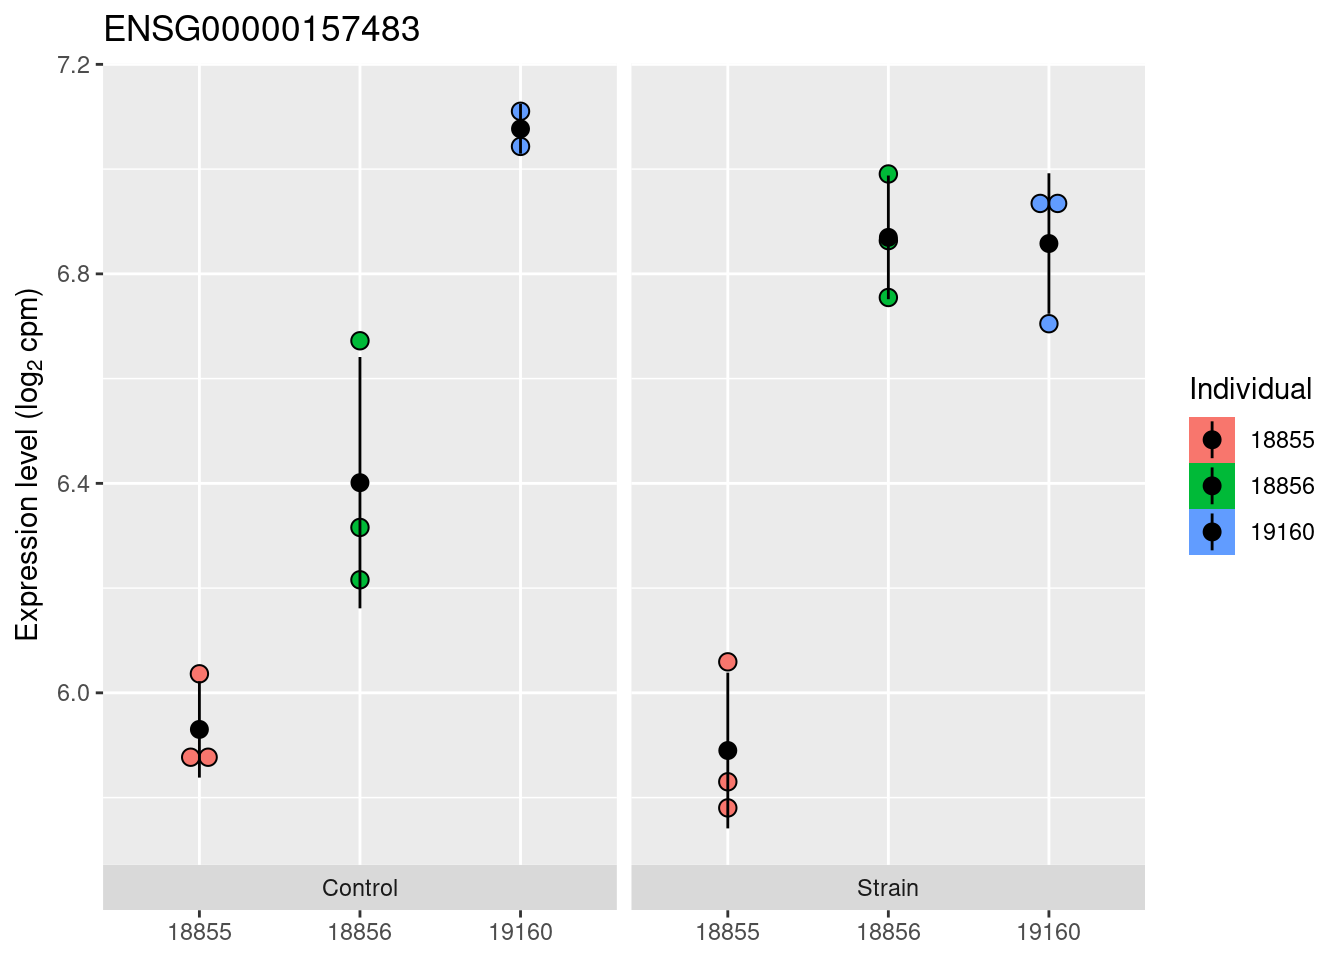 ENSG00000157483
Expression level (log2 cpm)
7.2
6.8
6.4
6.0
Control
Strain
18855 18856 19160
18855 18856 19160
Individual
18855
18856
19160